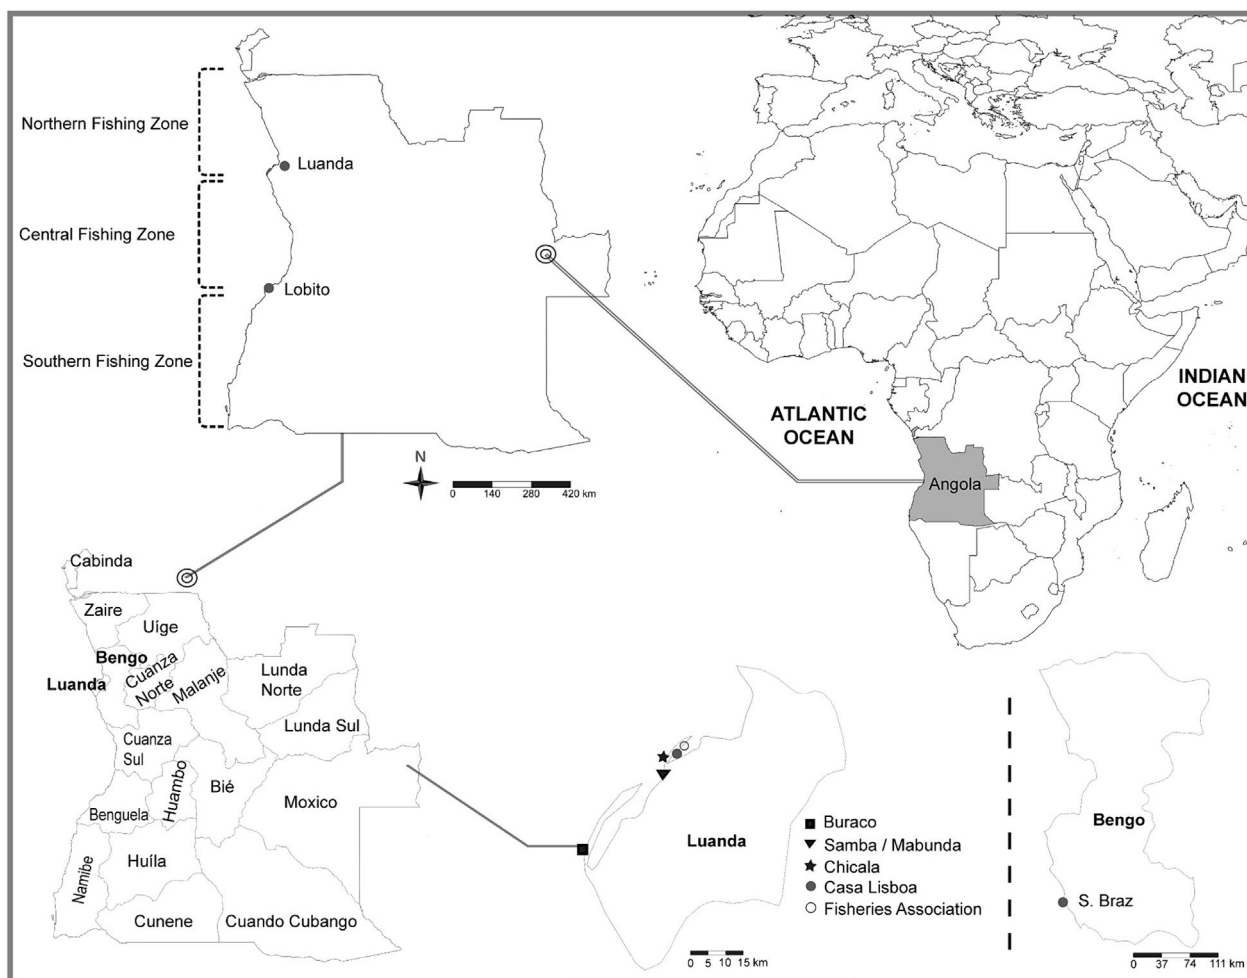 Northern Fishing Zone
Luanda
Central Fishing Zone
Lobito
Southern Fishing Zone
N
0 140 280 420 km
ATLANTIC
OCEAN
INDIAN
OCEAN
Angola
Cabinda
Zaire
Uíge
Bengo
Luanda
Cuanza
Norte
Malanje
Lunda
Norte
Lunda Sul
Cuanza
Sul
Huambo
Bié
Moxico
Benguela
Namibe
Huíla
Cunene
Cuando Cubango
Luanda
Buraco
Samba / Mabunda
Chicala
Casa Lisboa
Fisheries Association
0 5 10 15 km
Bengo
S. Braz
0 37 74 111 km